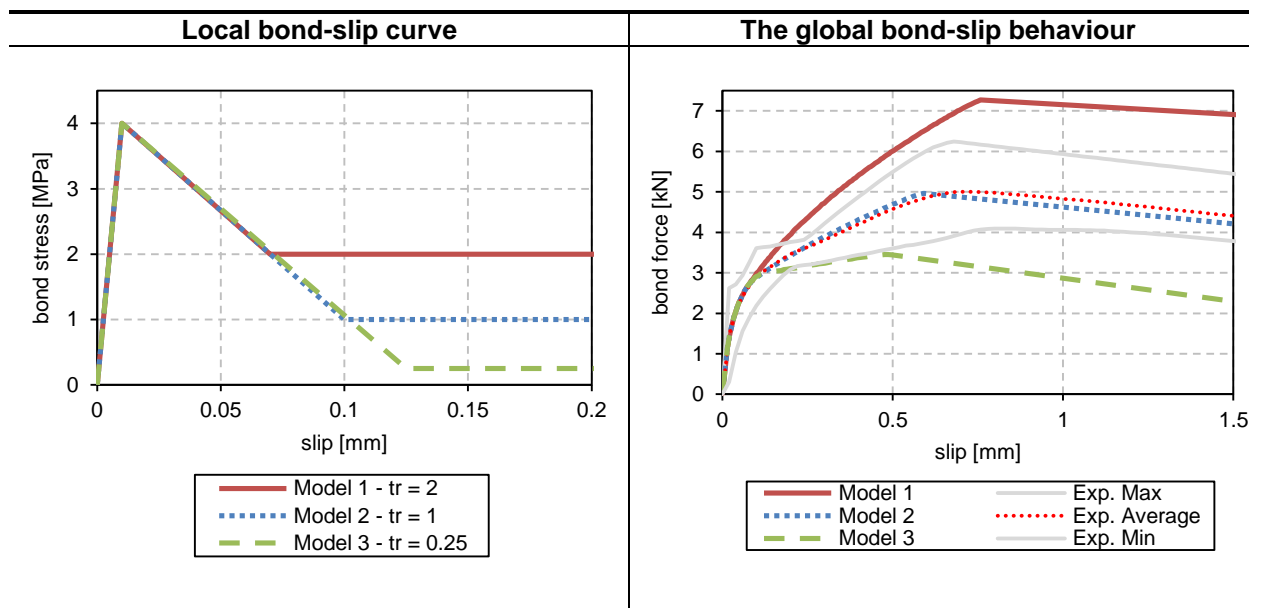 Local bond-slip curve
The global bond-slip behaviour
bond stress [MPa]
4
3
2
1
0
0 0.05 0.1 0.15 0.2
slip [mm]
Model 1 - tr = 2
Model 2 - tr = 1
Model 3 - tr = 0.25
bond force [kN]
7
6
5
4
3
2
1
0
0 0.5 1 1.5
slip [mm]
Model 1 Exp. Max
Model 2 Exp. Average
Model 3 Exp. Min